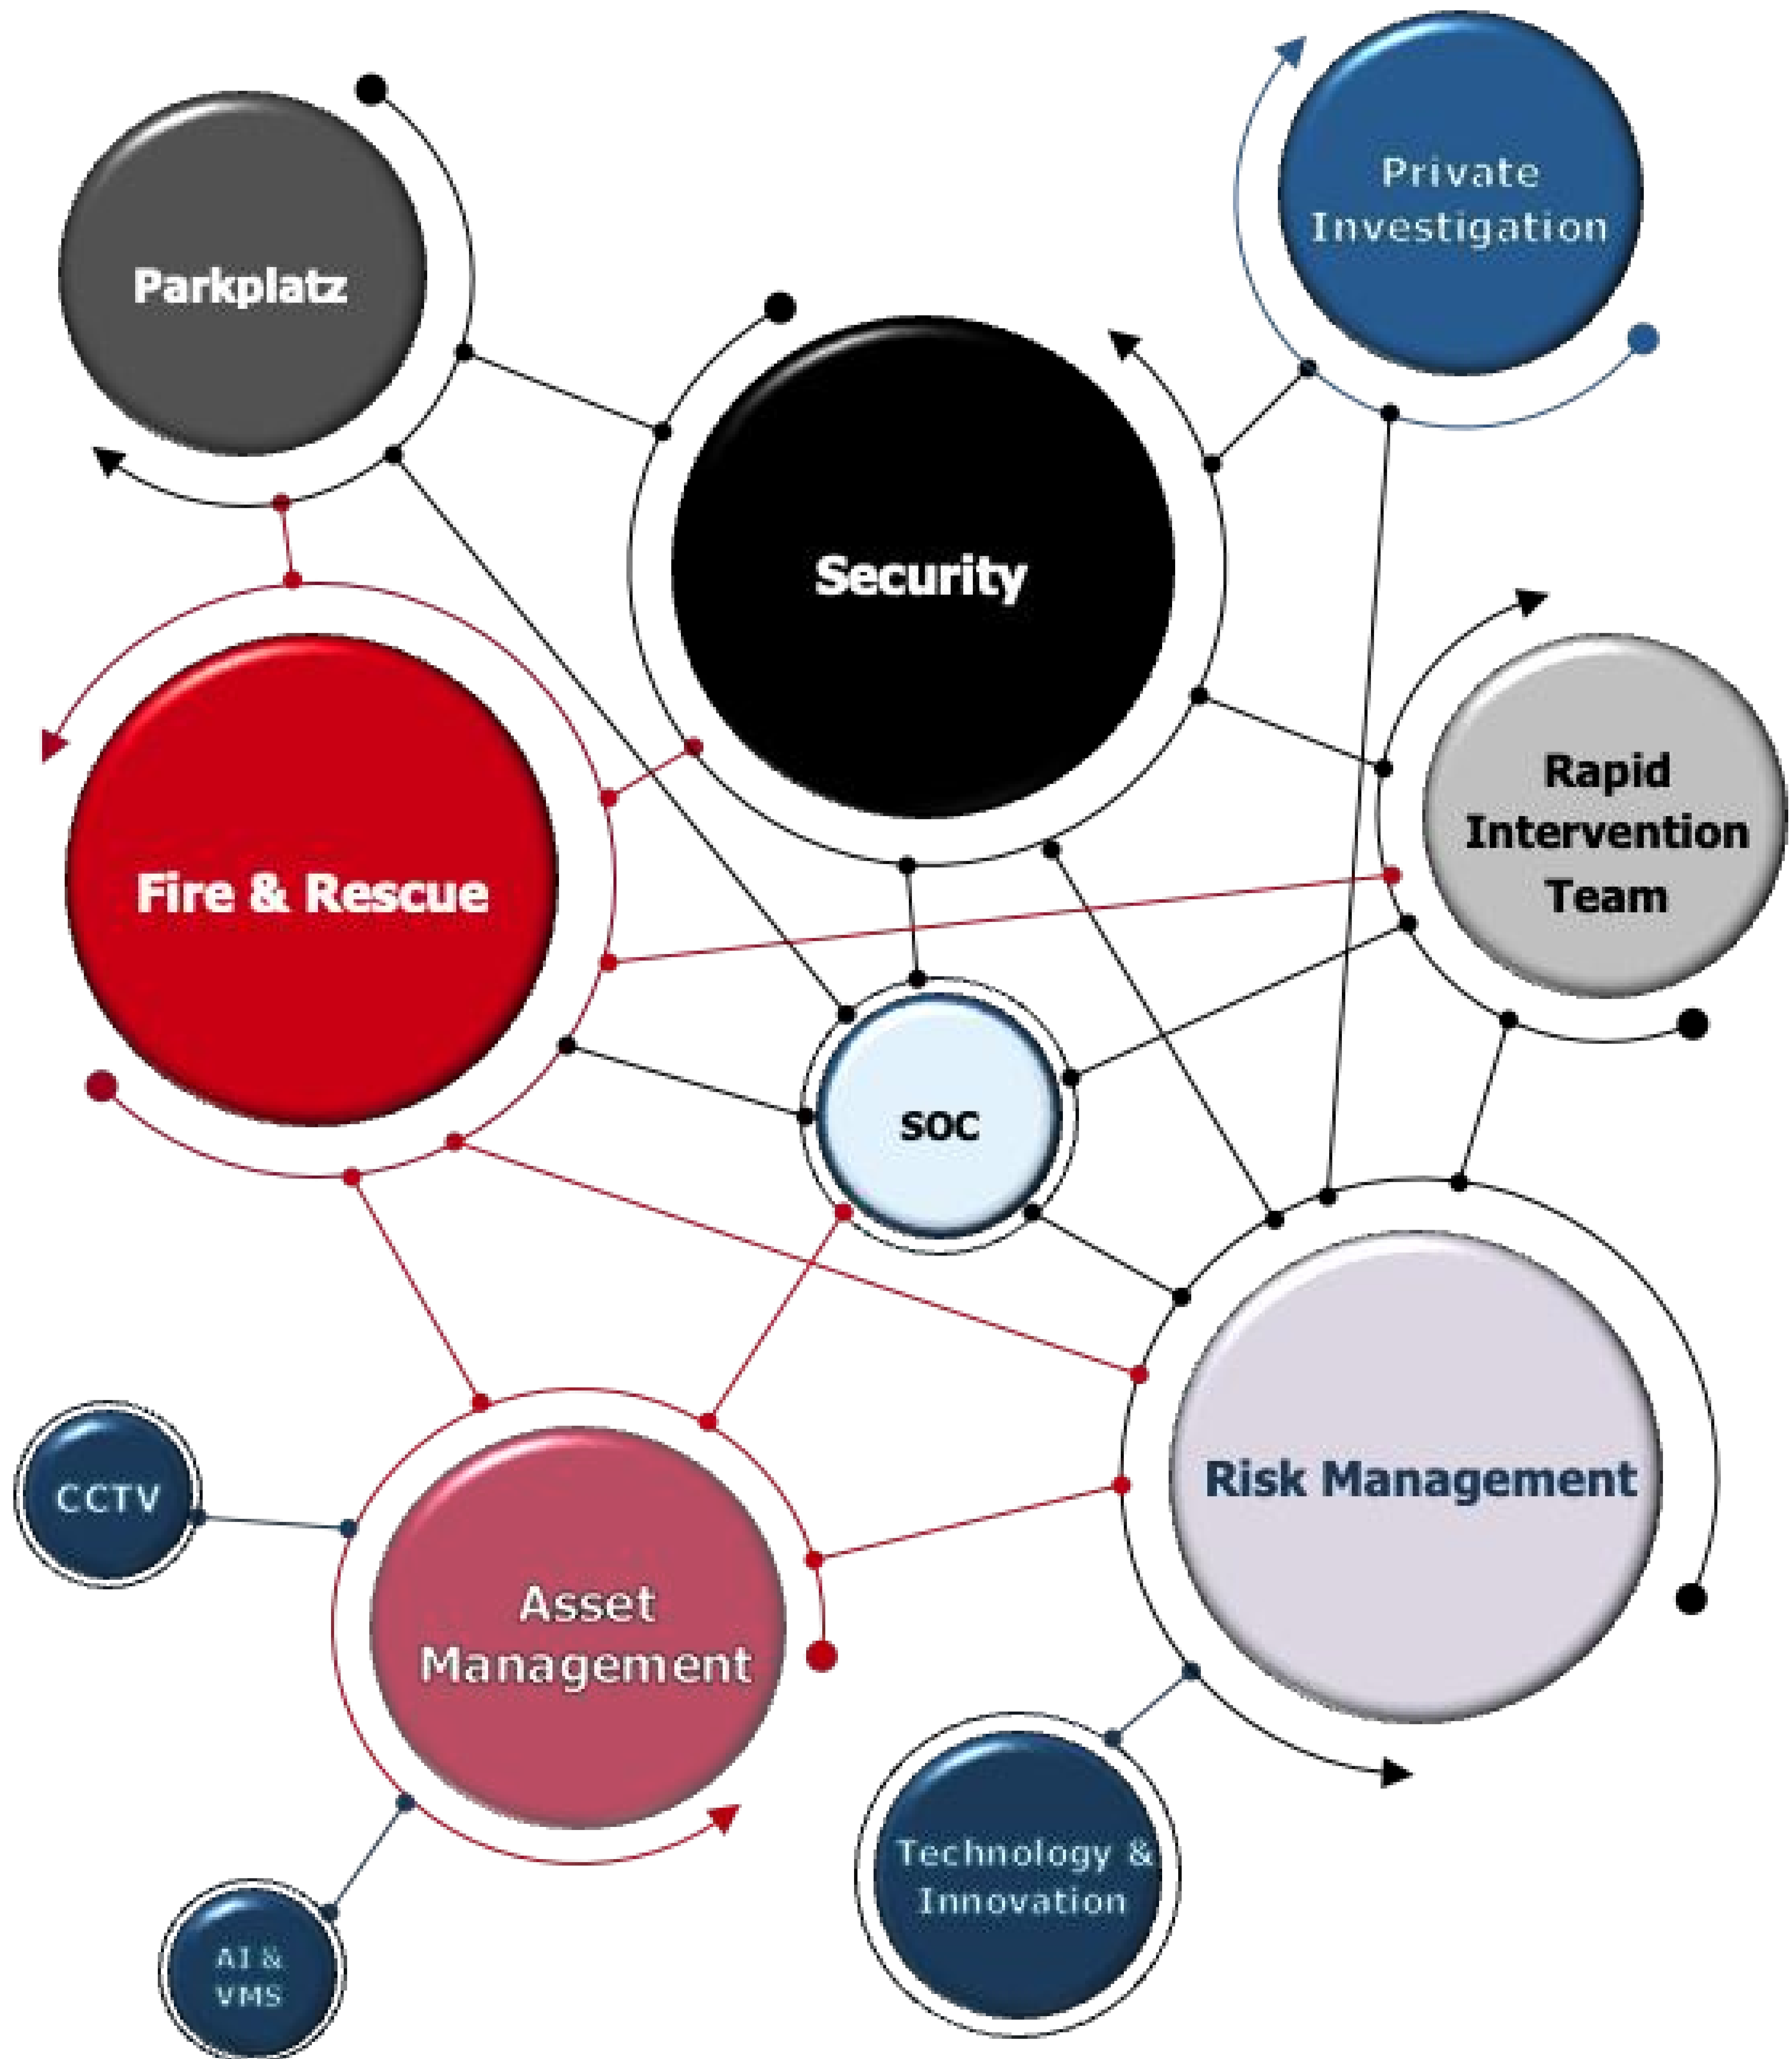 Private
Investigation
Parkplatz
Security
Rapid
Intervention
Team
Fire & Rescue
SOC
Risk Management
CCTV
Asset
Management
Technology &
Innovation
AI &
VMS